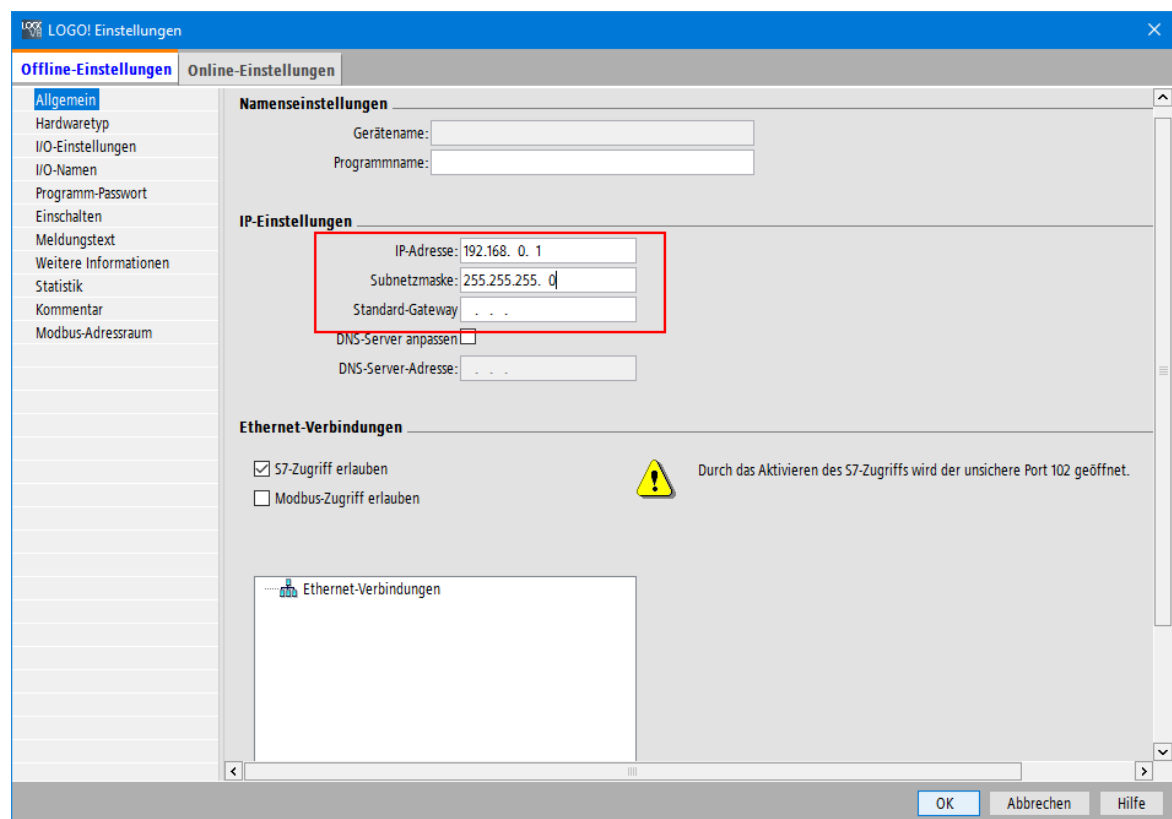 LOGO! Einstellungen
Offline-Einstellungen Online-Einstellungen
Allgemein
Hardwaretyp
I/O-Einstellungen
I/O-Namen
Programm-Passwort
Einschalten
Meldungstext
Weitere Informationen
Statistik
Kommentar
Modbus-Adressraum
Namenseinstellungen
Gerätename:
Programmname:
IP-Einstellungen
IP-Adresse: 192.168. 0. 1
Subnetzmaske: 255.255.255. 0
Standard-Gateway . . .
DNS-Server anpassen
DNS-Server-Adresse: . . .
Ethernet-Verbindungen
S7-Zugriff erlauben
Durch das Aktivieren des S7-Zugriffs wird der unsichere Port 102 geöffnet.
Modbus-Zugriff erlauben
Ethernet-Verbindungen
OK Abbrechen Hilfe